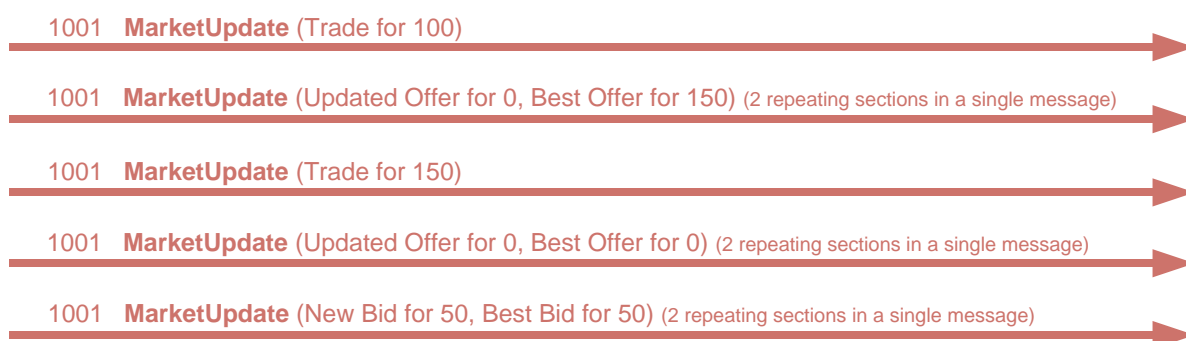 1001 MarketUpdate (Trade for 100)
1001 MarketUpdate (Updated Offer for 0, Best Offer for 150) (2 repeating sections in a single message)
1001 MarketUpdate (Trade for 150)
1001 MarketUpdate (Updated Offer for 0, Best Offer for 0) (2 repeating sections in a single message)
1001 MarketUpdate (New Bid for 50, Best Bid for 50) (2 repeating sections in a single message)